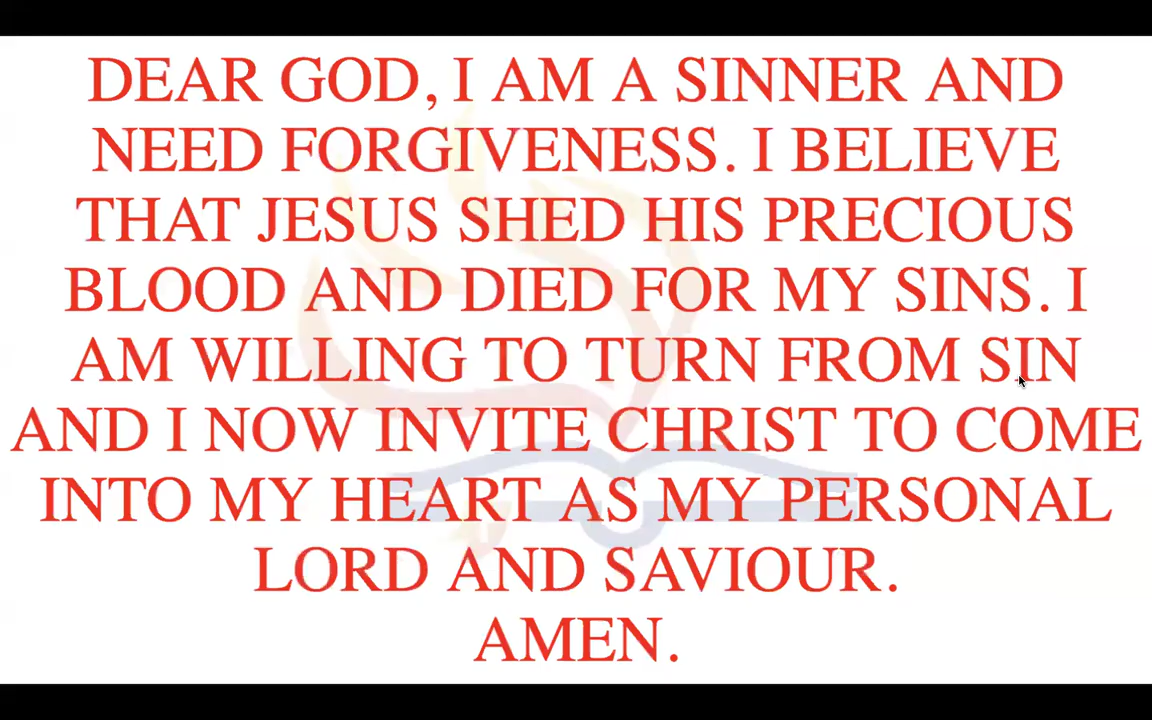 DEAR GOD, I AM A SINNER AND
NEED FORGIVENESS. I BELIEVE
THAT JESUS SHED HIS PRECIOUS
BLOOD AND DIED FOR MY SINS. I
AM WILLING TO TURN FROM SIN
AND I NOW INVITE CHRIST TO COME
INTO MY HEART AS MY PERSONAL
LORD AND SAVIOUR.
AMEN.